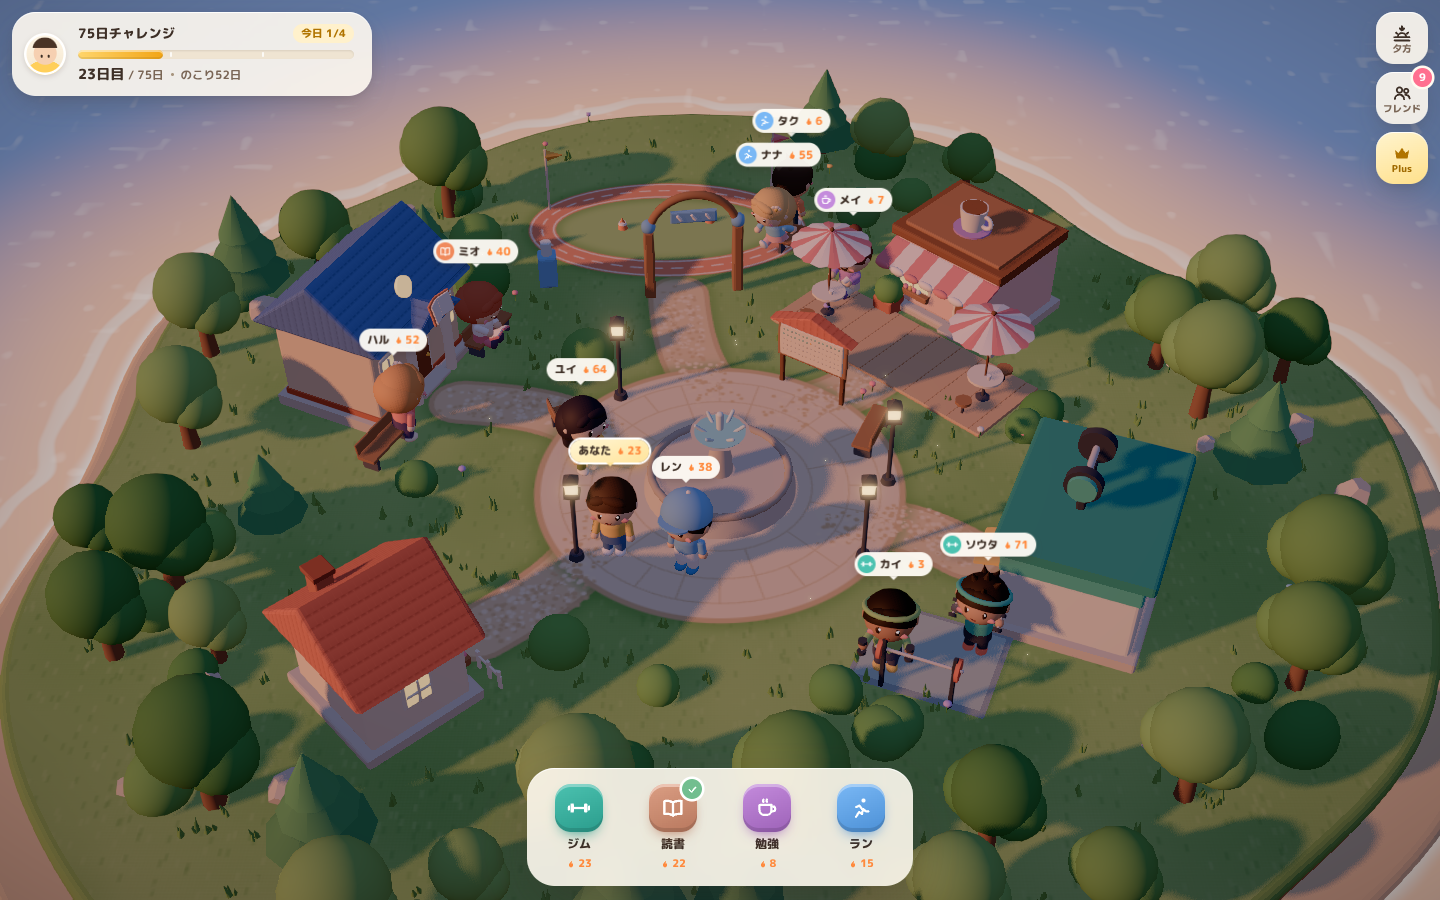 75日チャレンジ
今日 1/4
23日目 / 75日 ・ のこり52日
夕方
9
フレンド
Plus
タク 6
ナナ 55
メイ 7
ミオ 40
ハル 52
ユイ 64
あなた 23
レン 38
ソウタ 71
カイ 3
ジム
読書
勉強
ラン
23
22
8
15